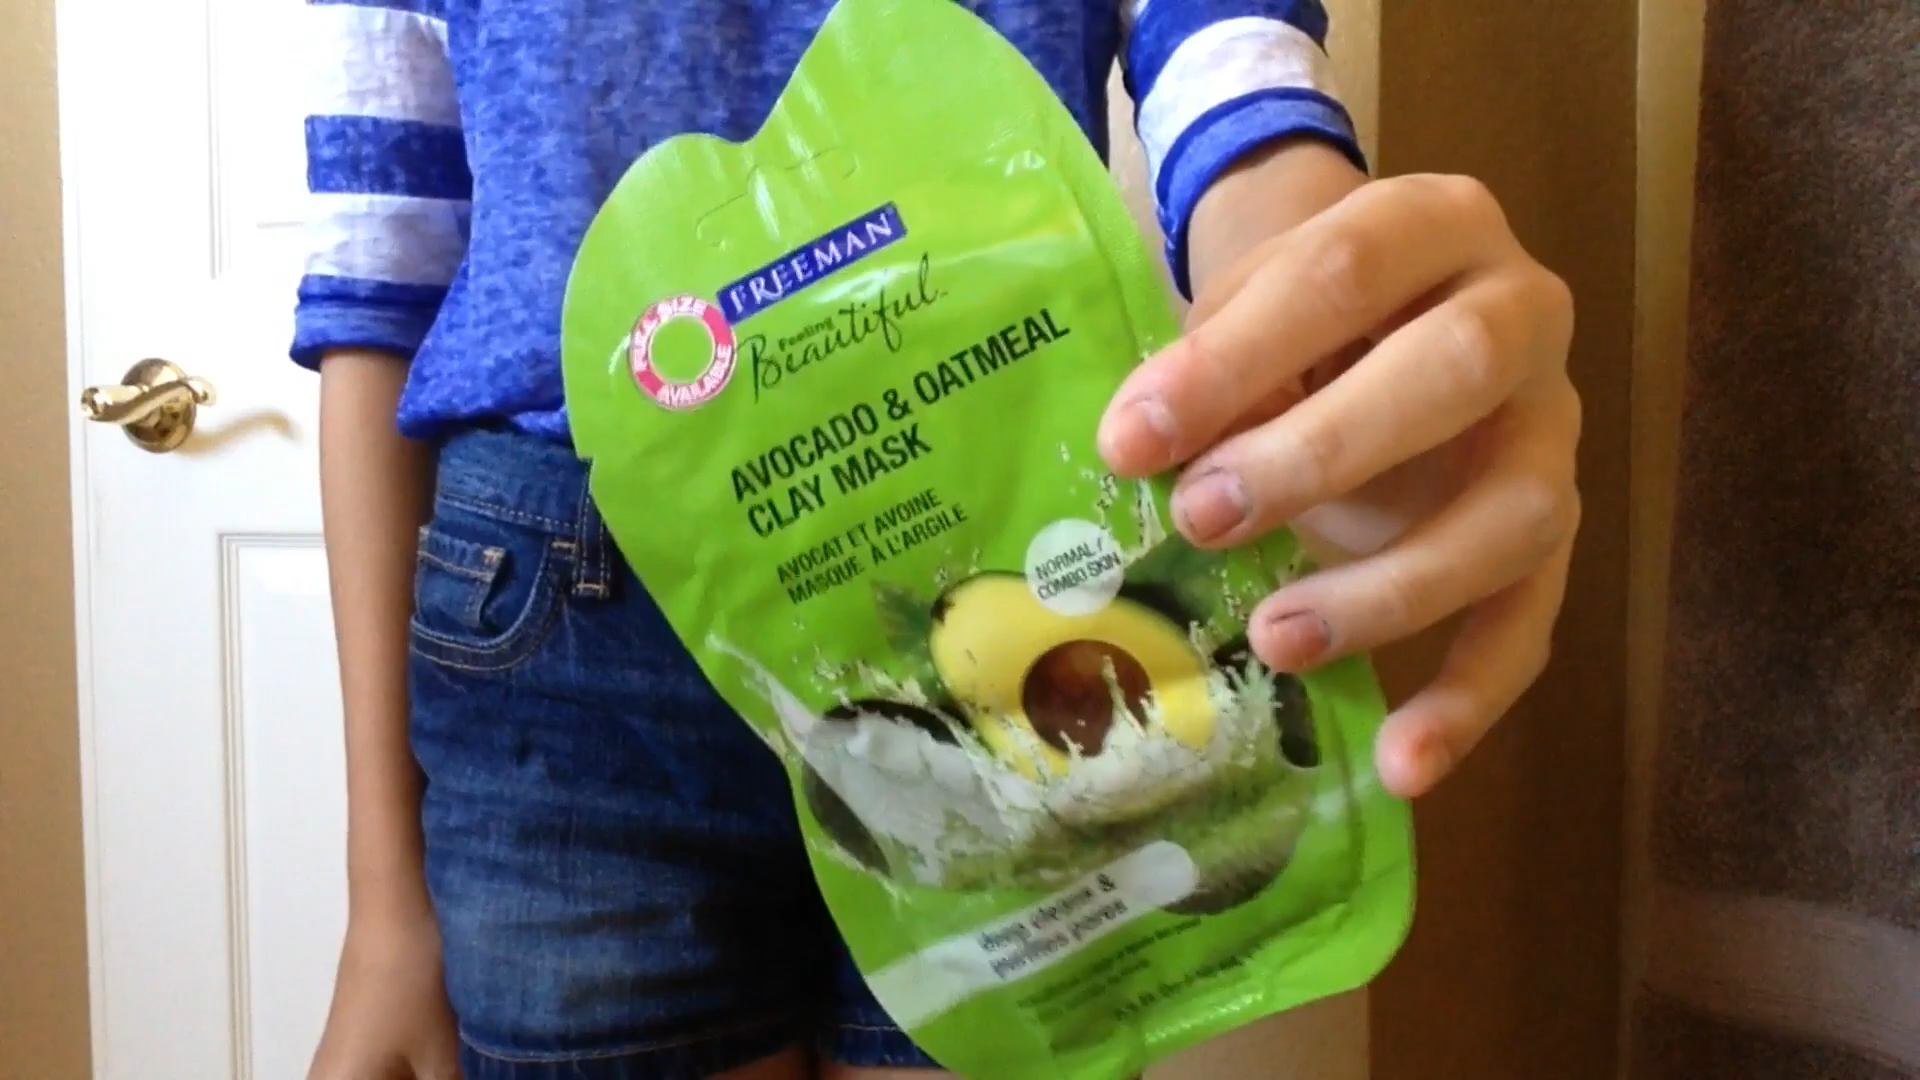 FREEMAN
Feeling
Beautiful
FULL SIZE
AVAILABLE
AVOCADO & OATMEAL
CLAY MASK
AVOCAT ET AVOINE
MASQUE À L'ARGILE
NORMAL /
COMBO SKIN
deep cleans &
purifies pores